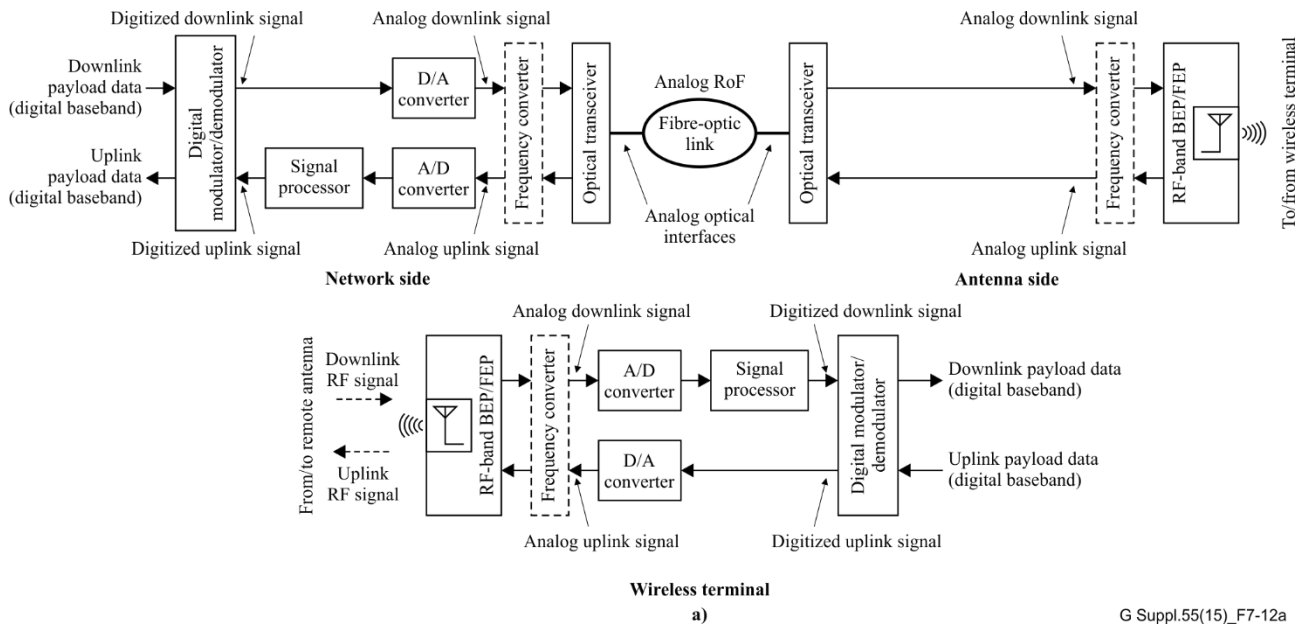 Digitized downlink signal
Analog downlink signal
Analog downlink signal
Downlink
payload data
(digital baseband)
Uplink
payload data
(digital baseband)
Digital
modulator/demodulator
D/A
converter
Signal
processor
A/D
converter
Frequency converter
Optical transceiver
Analog RoF
Fibre-optic
link
Analog optical
interfaces
Optical transceiver
Frequency converter
RF-band BEP/FEP
To/from wireless terminal
Digitized uplink signal
Analog uplink signal
Analog uplink signal
Network side
Antenna side
Analog downlink signal
Digitized downlink signal
From/to remote antenna
Downlink
RF signal
Uplink
RF signal
RF-band BEP/FEP
Frequency converter
A/D
converter
Signal
processor
D/A
converter
Digital modulator/
demodulator
Downlink payload data
(digital baseband)
Uplink payload data
(digital baseband)
Analog uplink signal
Digitized uplink signal
Wireless terminal
a)
G Suppl.55(15)_F7-12a